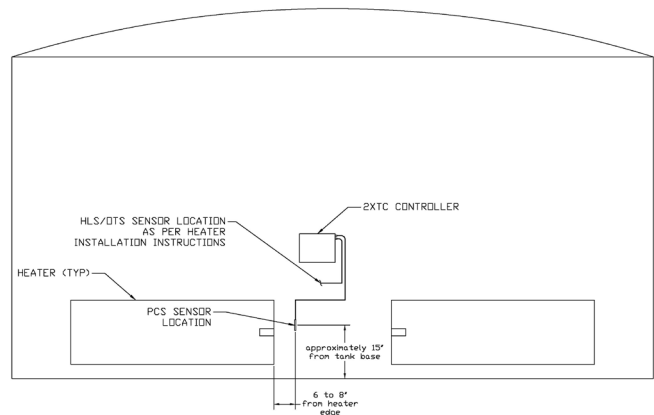 2XTC CONTROLLER
HLS/OTS SENSOR LOCATION
AS PER HEATER
INSTALLATION INSTRUCTIONS
HEATER (TYP)
PCS SENSOR
LOCATION
approximately 15"
from tank base
6 to 8"
from heater
edge